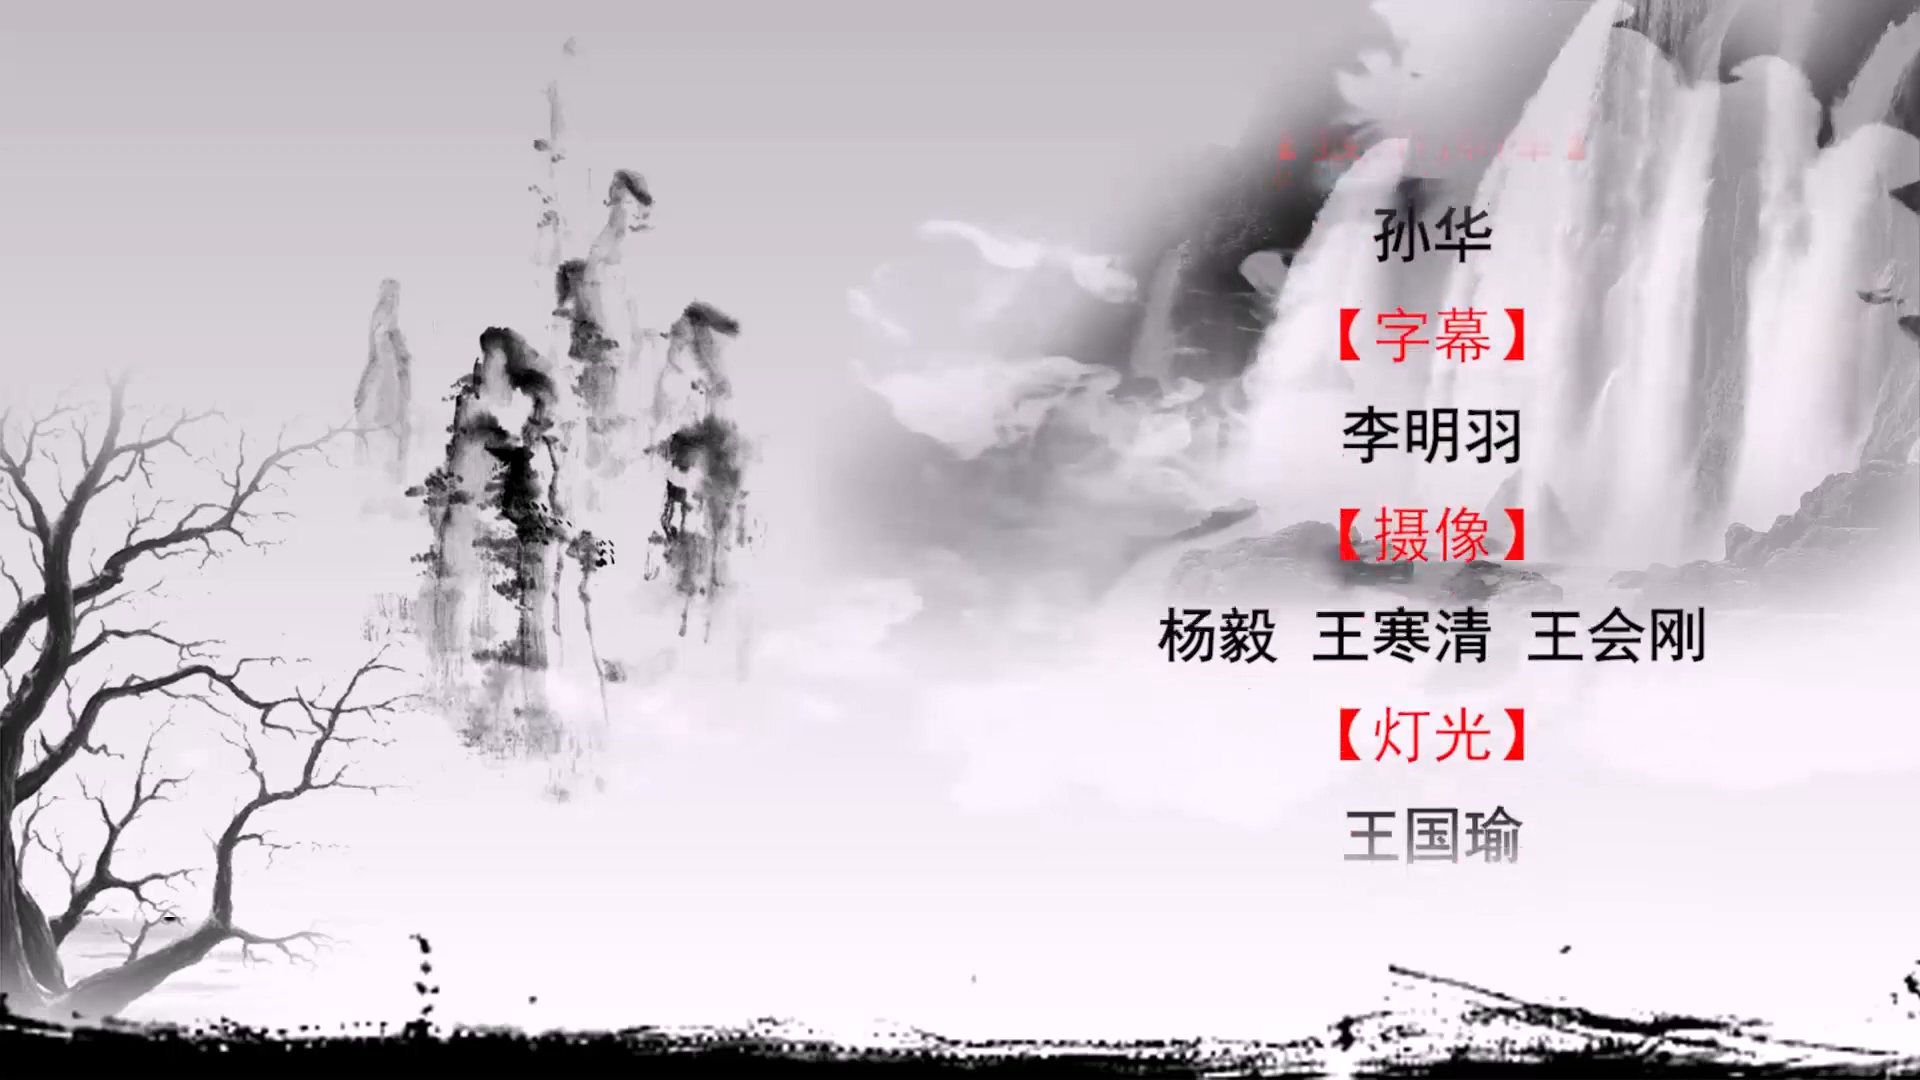 孙华
【字幕】
李明羽
【摄像】
杨毅 王寒清 王会刚
【灯光】
王国瑜